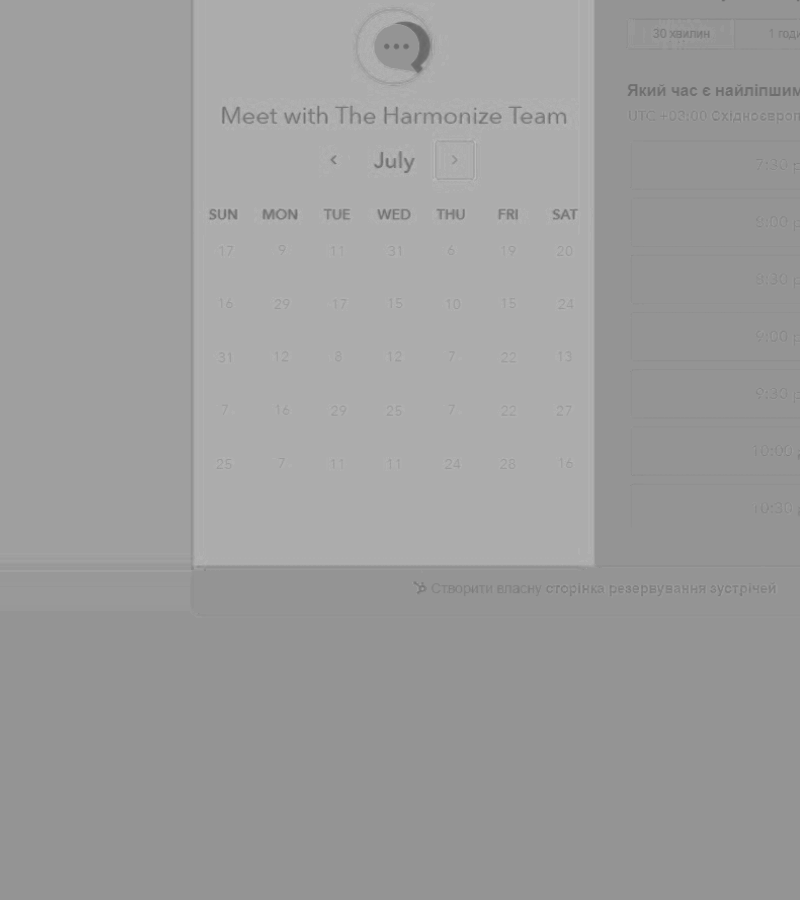 Meet with The Harmonize Team
July
SUN MON TUE WED THU FRI SAT
17 9 11 31 6 19 20
16 29 17 15 10 15 24
31 12 8 12 7 22 13
7 16 29 25 7 22 27
25 7 11 11 24 28 16
30 хвилин 1 годи
Який час є найліпшим
UTC +03:00 Східноєвроп
7:30 p
8:00 p
8:30 p
9:00 p
9:30 p
10:00
10:30 p
Створити власну сторінка резервування зустрічей